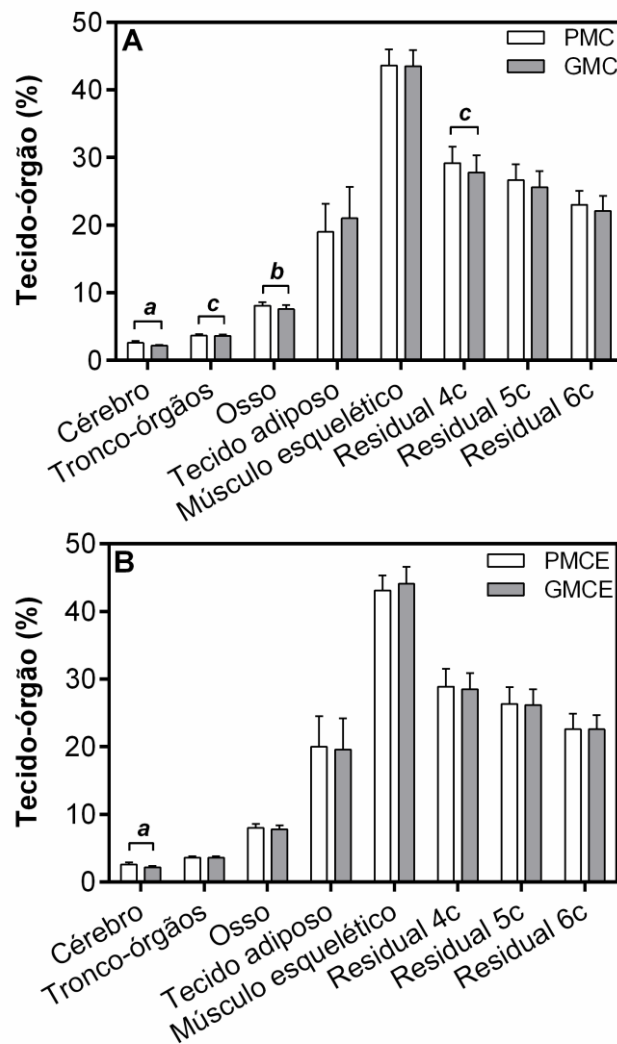 A
PMC
GMC
Tecido-órgão (%)
50
40
30
20
10
0
a
c
b
c
Cérebro
Tronco-órgãos
Osso
Tecido adiposo
Músculo esquelético
Residual 4c
Residual 5c
Residual 6c
B
PMCE
GMCE
Tecido-órgão (%)
50
40
30
20
10
0
a
Cérebro
Tronco-órgãos
Osso
Tecido adiposo
Músculo esquelético
Residual 4c
Residual 5c
Residual 6c